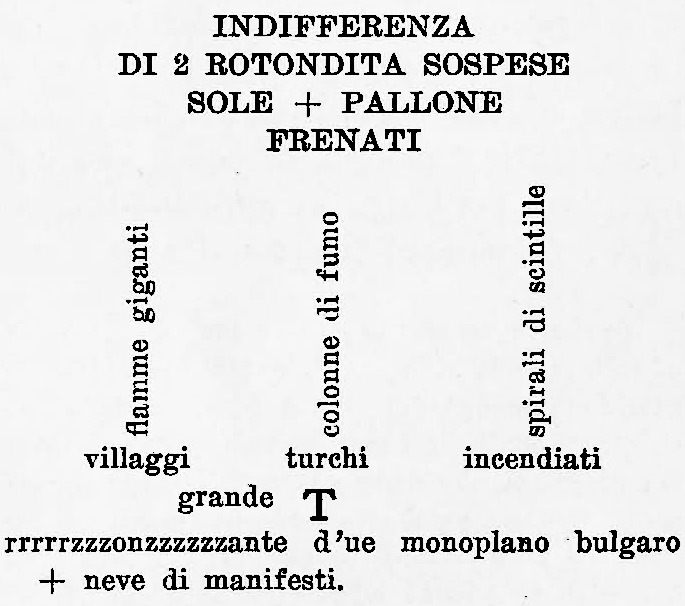 INDIFFERENZA
DI 2 ROTONDITA SOSPESE
SOLE + PALLONE
FRENATI
flamme giganti
colonne di fumo
spirali di scintille
villaggi turchi incendiati
grande T
rrrrrzzzonzzzzzzante d'ue monoplano bulgaro
+ neve di manifesti.